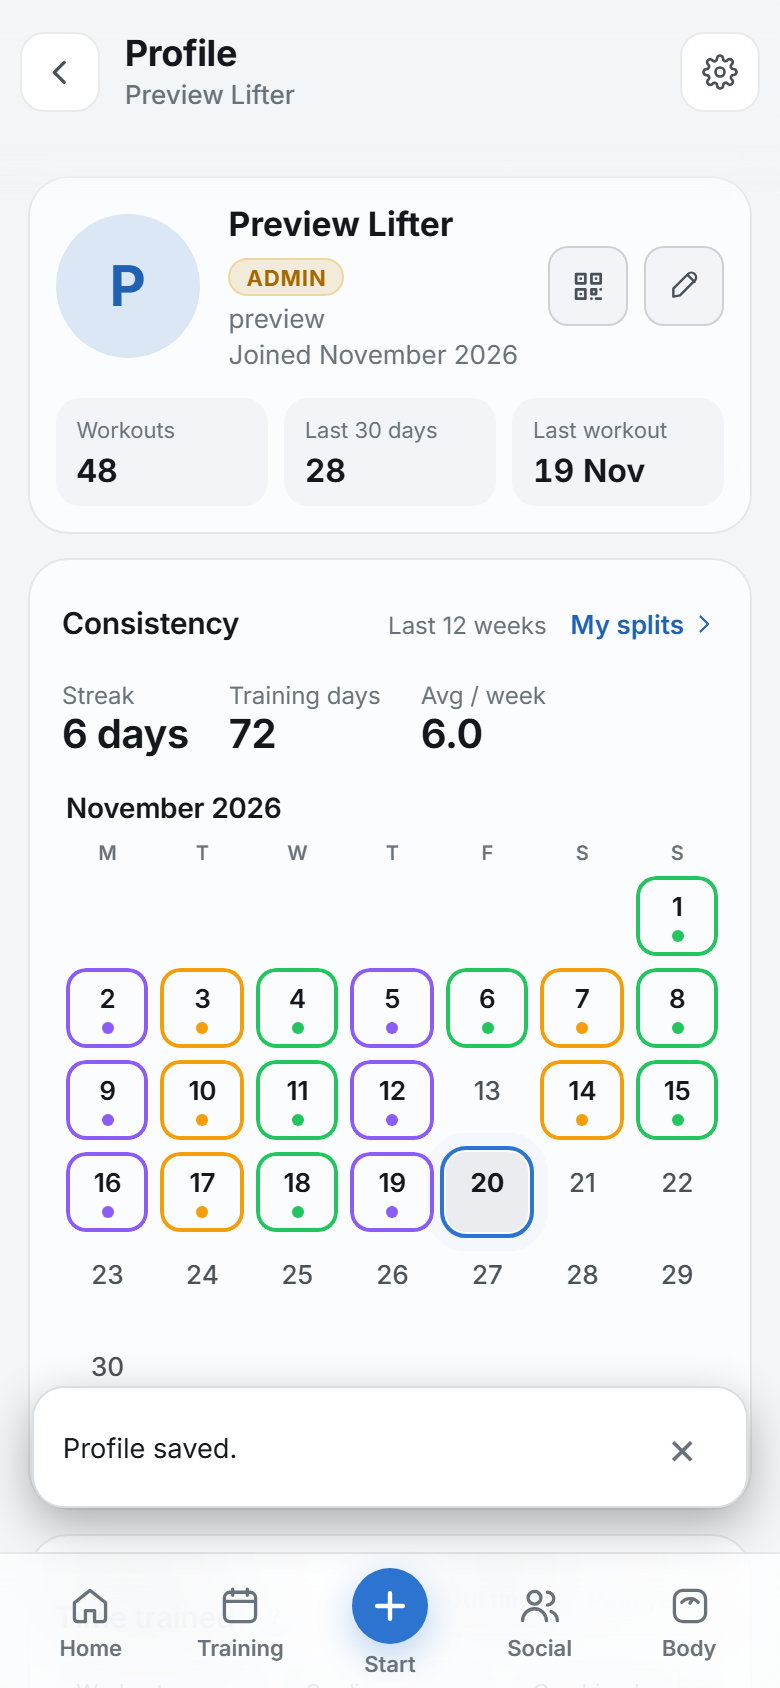 Profile
Preview Lifter
P
Preview Lifter
ADMIN
preview
Joined November 2026
Workouts Last 30 days Last workout
48 28 19 Nov
Consistency Last 12 weeks My splits
Streak Training days Avg / week
6 days 72 6.0
November 2026
M T W T F S S
1
2 3 4 5 6 7 8
9 10 11 12 13 14 15
16 17 18 19 20 21 22
23 24 25 26 27 28 29
30
Profile saved.
Time trained
Home Training Start Social Body